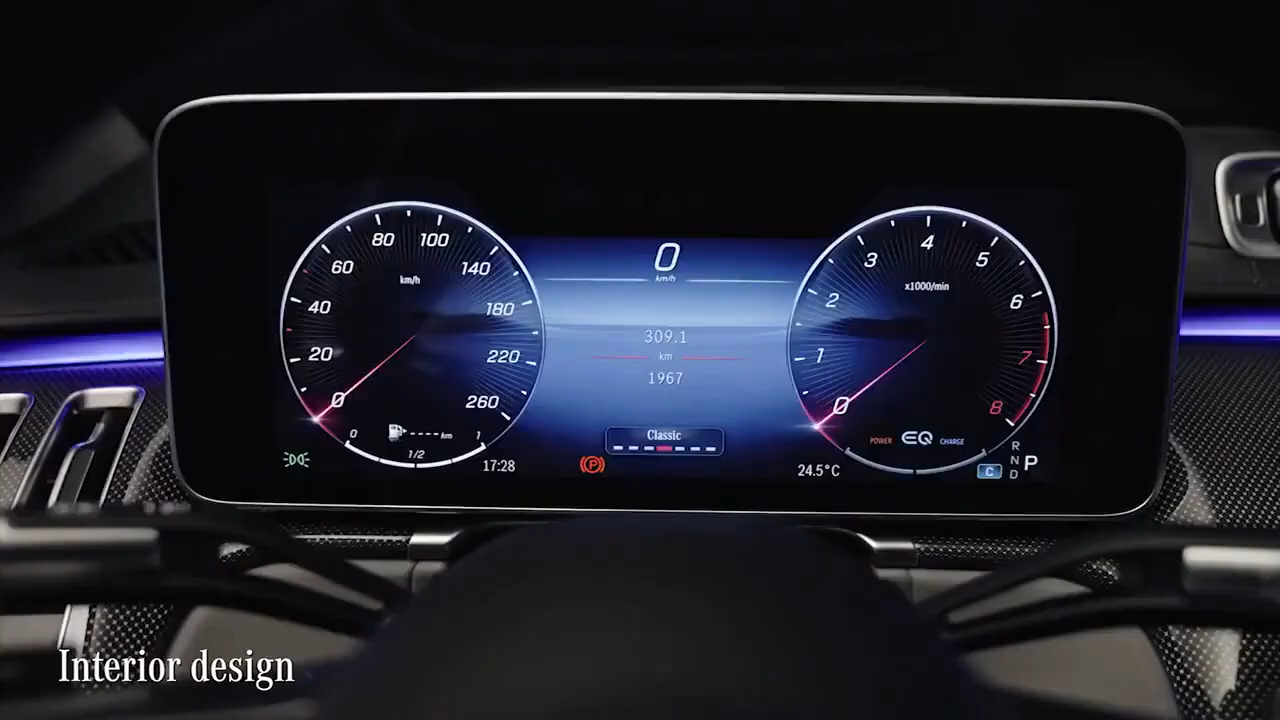 0
km/h
80 100
60 140
km/h
40 180
20 220
0 260
0 1/2 1
km
17:28
309.1
km
1967
Classic
P
4
3 5
x1000/min
2 6
1 7
0 8
POWER EQ CHARGE
24.5°C
C
R
N P
D
Interior design